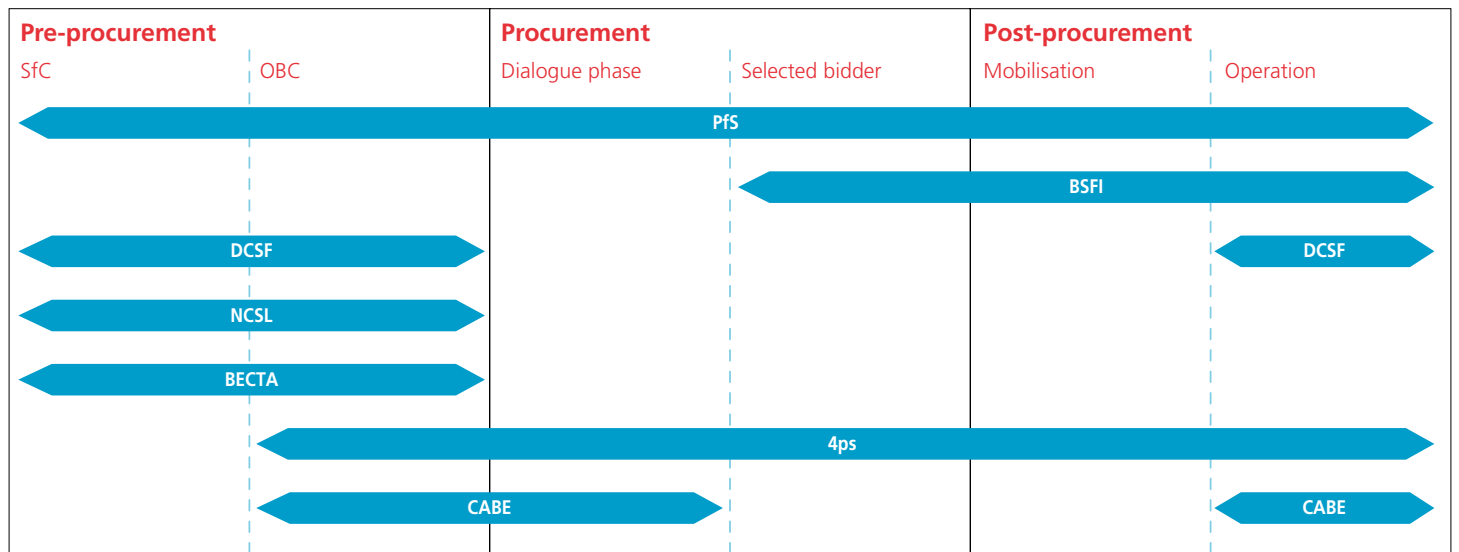 Pre-procurement Procurement Post-procurement
SfC OBC Dialogue phase Selected bidder Mobilisation Operation
PfS
BSFI
DCSF DCSF
NCSL
BECTA
4ps
CABE CABE